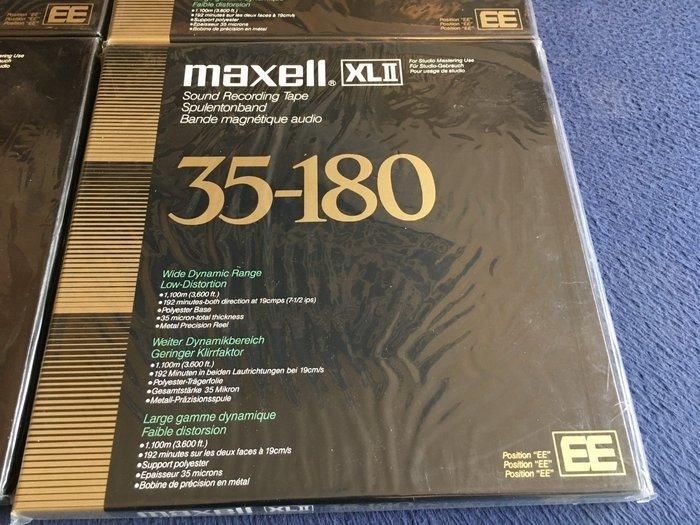 Faible distorsion
1,100m (3,600 ft.)
192 minutes sur les deux faces à 19cm/s
Support polyester
Epaisseur 35 microns
Bobine de précision en métal
Position "EE"
Position "EE"
Position "EE"
EE
maxell® XLII
For Studio Mastering Use
Für Studio-Gebrauch
Pour usage de studio
Sound Recording Tape
Spulentonband
Bande magnétique audio
35-180
Wide Dynamic Range
Low-Distortion
•1,100m (3,600 ft.)
•192 minutes-both direction at 19cmps (7-1/2 ips)
•Polyester Base
•35 micron-total thickness
•Metal Precision Reel
Weiter Dynamikbereich
Geringer Klirrfaktor
•1.100m (3.600 ft.)
•192 Minuten in beiden Laufrichtungen bei 19cm/s
•Polyester-Trägerfolie
•Gesamtstärke 35 Mikron
•Metall-Präzisionsspule
Large gamme dynamique
Faible distorsion
•1.100m (3.600 ft.)
•192 minutes sur les deux faces à 19cm/s
•Support polyester
•Epaisseur 35 microns
•Bobine de précision en métal
Position "EE"
Position "EE"
Position "EE"
EE
maxell® XLII